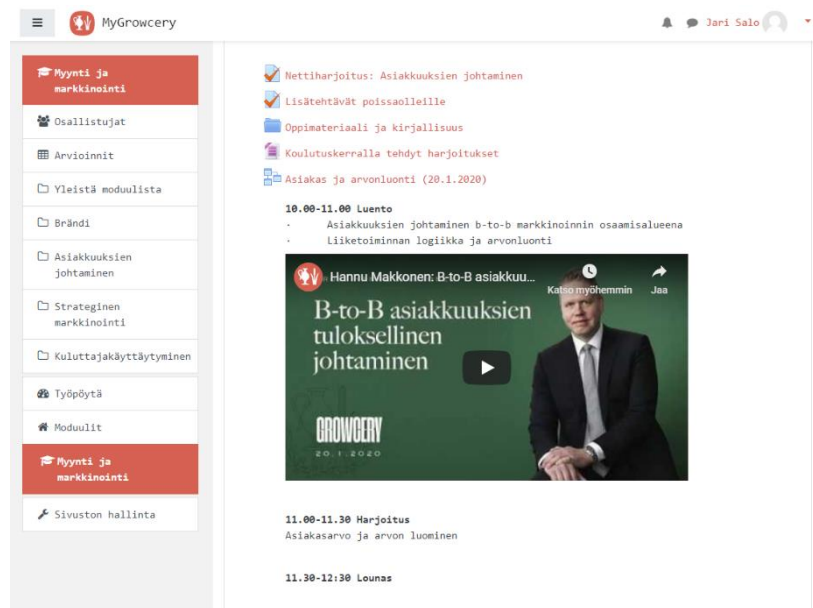 MyGrowcery
Jari Salo
Myynti ja
markkinointi
Osallistujat
Arvioinnit
Yleistä moduulista
Brändi
Asiakkuuksien
johtaminen
Strateginen
markkinointi
Kuluttajakäyttäytyminen
Työpöytä
Moduulit
Myynti ja
markkinointi
Sivuston hallinta
Nettiharjoitus: Asiakkuuksien johtaminen
Lisätehtävät poissaolleille
Oppimateriaali ja kirjallisuus
Koulutuskerralla tehdyt harjoitukset
Asiakas ja arvonluonti (20.1.2020)
10.00-11.00 Luento
· Asiakkuuksien johtaminen b-to-b markkinoinnin osaamisalueena
· Liiketoiminnan logiikka ja arvonluonti
Hannu Makkonen: B-to-B asiakkuu...
Katso myöhemmin
Jaa
B-to-B asiakkuuksien
tuloksellinen
johtaminen
GROWCERY
20.1.2020
11.00-11.30 Harjoitus
Asiakasarvo ja arvon luominen
11.30-12:30 Lounas